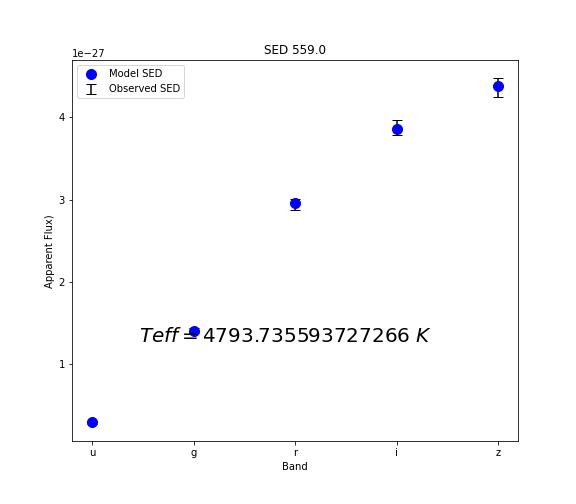 SED 559.0
1e−27
Model SED
Observed SED
4
3
2
1
Apparent Flux)
Teff = 4793.735593727266 K
u g r i z
Band